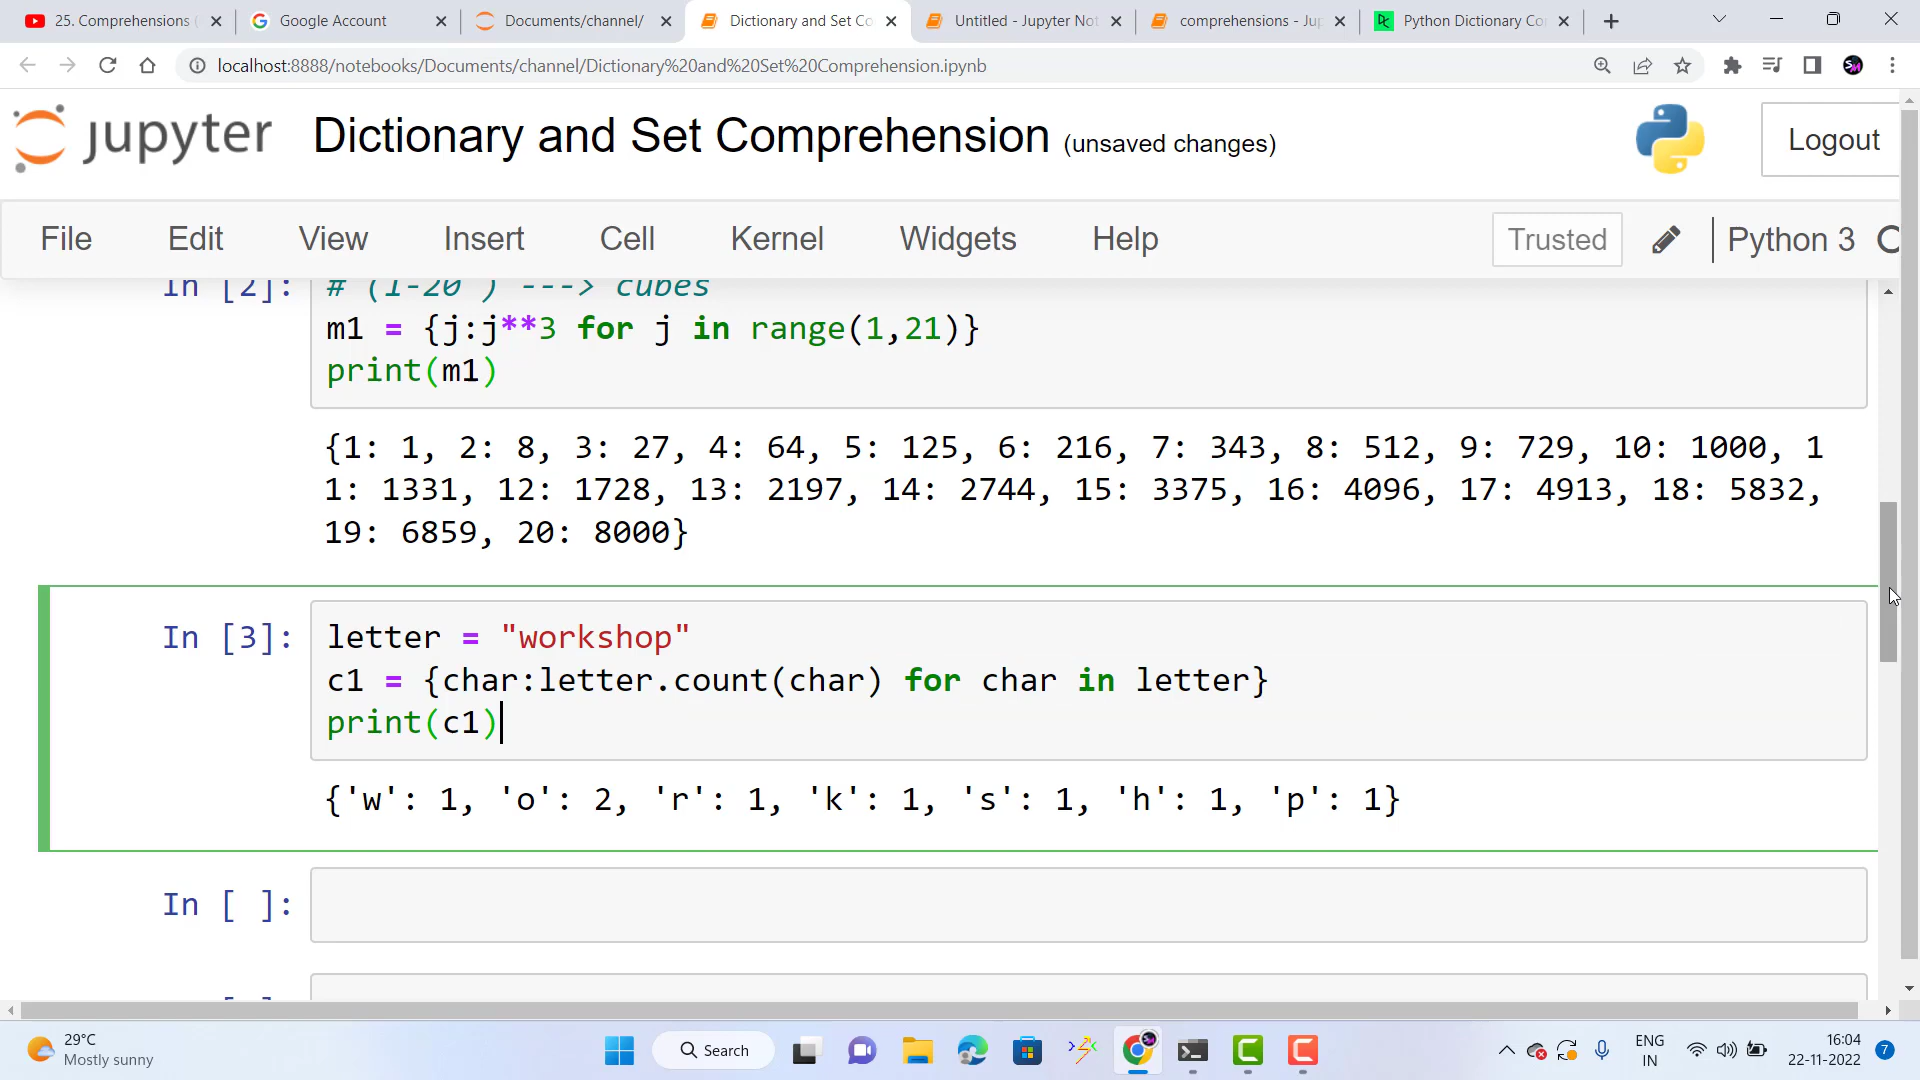 25. Comprehensions (
Google Account
Documents/channel/
Dictionary and Set Co
Untitled - Jupyter Not
comprehensions - Jup
Python Dictionary Co
localhost:8888/notebooks/Documents/channel/Dictionary%20and%20Set%20Comprehension.ipynb
jupyter
Dictionary and Set Comprehension (unsaved changes)
Logout
File Edit View Insert Cell Kernel Widgets Help
Trusted
Python 3
In [2]: # (1-20 ) ---> cubes
m1 = {j:j**3 for j in range(1,21)}
print(m1)
{1: 1, 2: 8, 3: 27, 4: 64, 5: 125, 6: 216, 7: 343, 8: 512, 9: 729, 10: 1000, 1
1: 1331, 12: 1728, 13: 2197, 14: 2744, 15: 3375, 16: 4096, 17: 4913, 18: 5832,
19: 6859, 20: 8000}
In [3]: letter = "workshop"
c1 = {char:letter.count(char) for char in letter}
print(c1)
{'w': 1, 'o': 2, 'r': 1, 'k': 1, 's': 1, 'h': 1, 'p': 1}
In [ ]:
29°C
Mostly sunny
Search
ENG
IN
16:04
22-11-2022
7